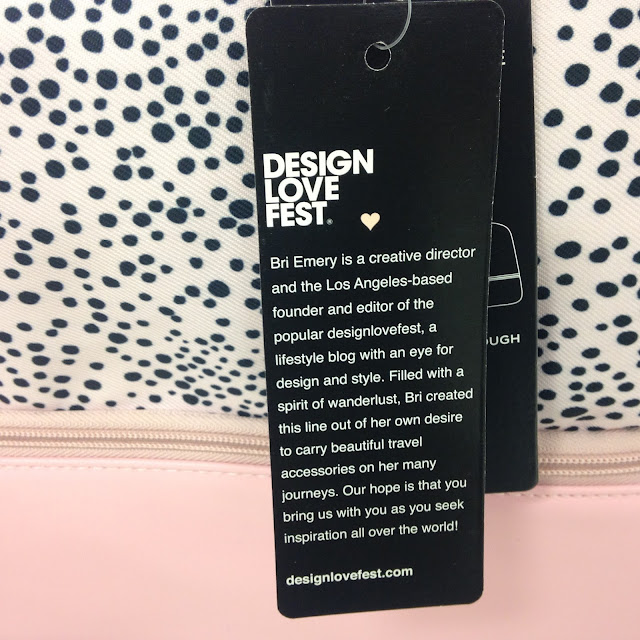 DESIGN
LOVE
FEST®
Bri Emery is a creative director
and the Los Angeles-based
founder and editor of the
popular designlovefest, a
lifestyle blog with an eye for
design and style. Filled with a
spirit of wanderlust, Bri created
this line out of her own desire
to carry beautiful travel
accessories on her many
journeys. Our hope is that you
bring us with you as you seek
inspiration all over the world!
designlovefest.com